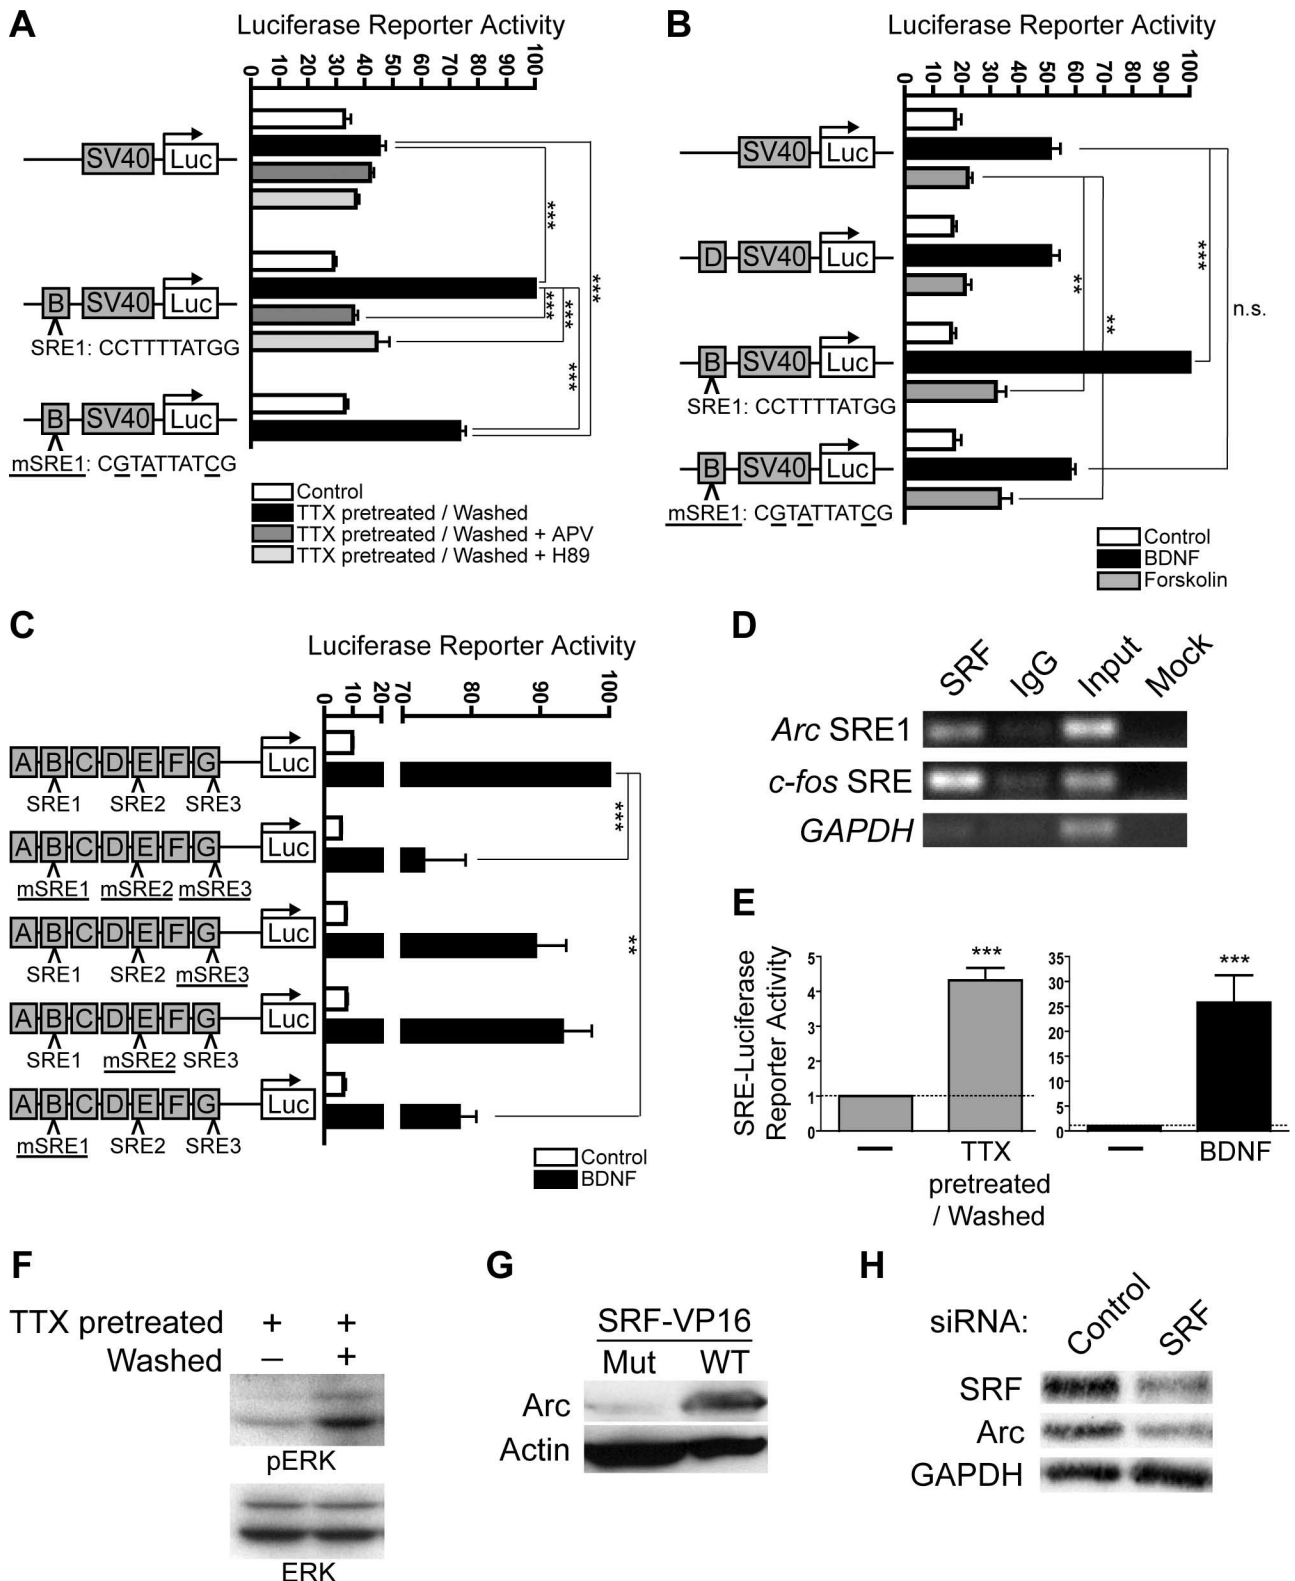 A
Luciferase Reporter Activity
0 10 20 30 40 50 60 70 80 90 100
SV40 Luc
***
B SV40 Luc
*** *** ***
SRE1: CCTTTTATGG
***
B SV40 Luc
mSRE1: CGTATTATCG
Control
TTX pretreated / Washed
TTX pretreated / Washed + APV
TTX pretreated / Washed + H89
B
Luciferase Reporter Activity
0 10 20 30 40 50 60 70 80 90 100
SV40 Luc
D SV40 Luc
***
**
n.s.
**
B SV40 Luc
SRE1: CCTTTTATGG
B SV40 Luc
mSRE1: CGTATTATCG
Control
BDNF
Forskolin
C
Luciferase Reporter Activity
0 10 20 70 80 90 100
A B C D E F G Luc
SRE1 SRE2 SRE3
***
A B C D E F G Luc
mSRE1 mSRE2 mSRE3
A B C D E F G Luc
**
SRE1 SRE2 mSRE3
A B C D E F G Luc
SRE1 mSRE2 SRE3
A B C D E F G Luc
mSRE1 SRE2 SRE3
Control
BDNF
D
SRF IgG Input Mock
Arc SRE1
c-fos SRE
GAPDH
E
SRE-Luciferase
Reporter Activity
5
4
3
2
1
0
***
—
TTX
pretreated
/ Washed
35
30
25
20
15
10
5
0
***
—
BDNF
F
TTX pretreated + +
Washed – +
pERK
ERK
G
SRF-VP16
Mut WT
Arc
Actin
H
siRNA: Control SRF
SRF
Arc
GAPDH